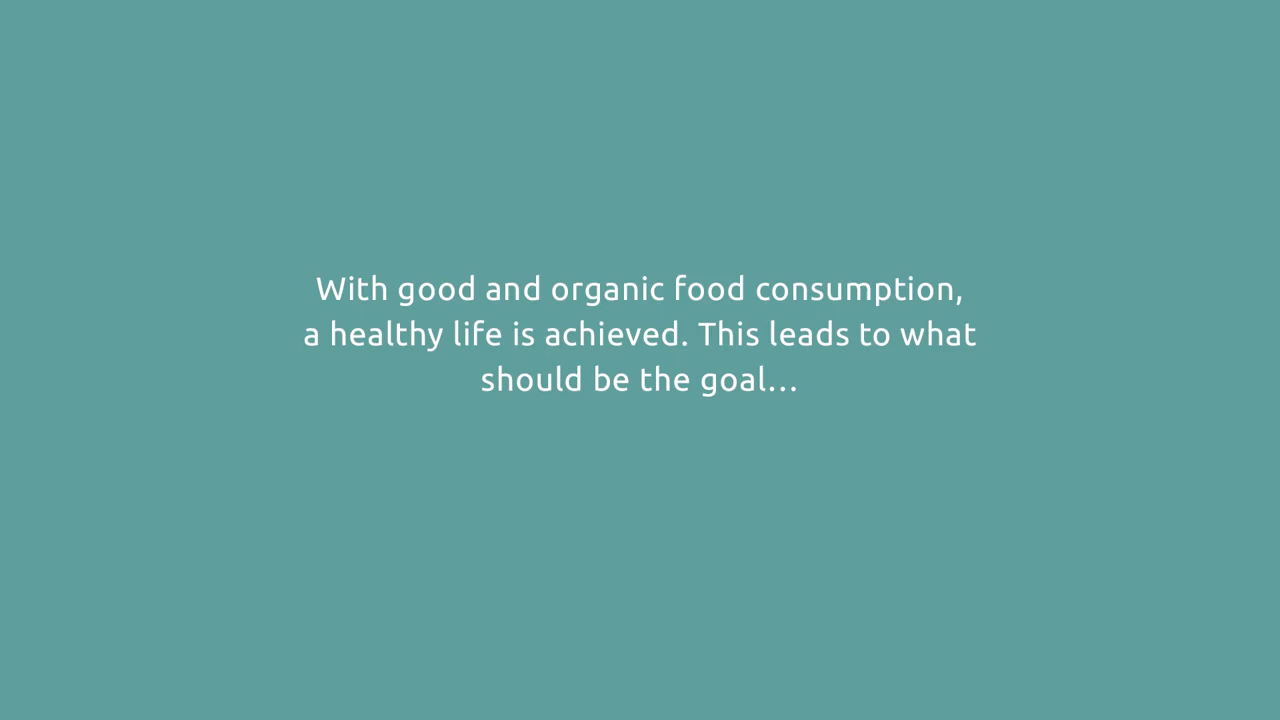 With good and organic food consumption,
a healthy life is achieved. This leads to what
should be the goal...